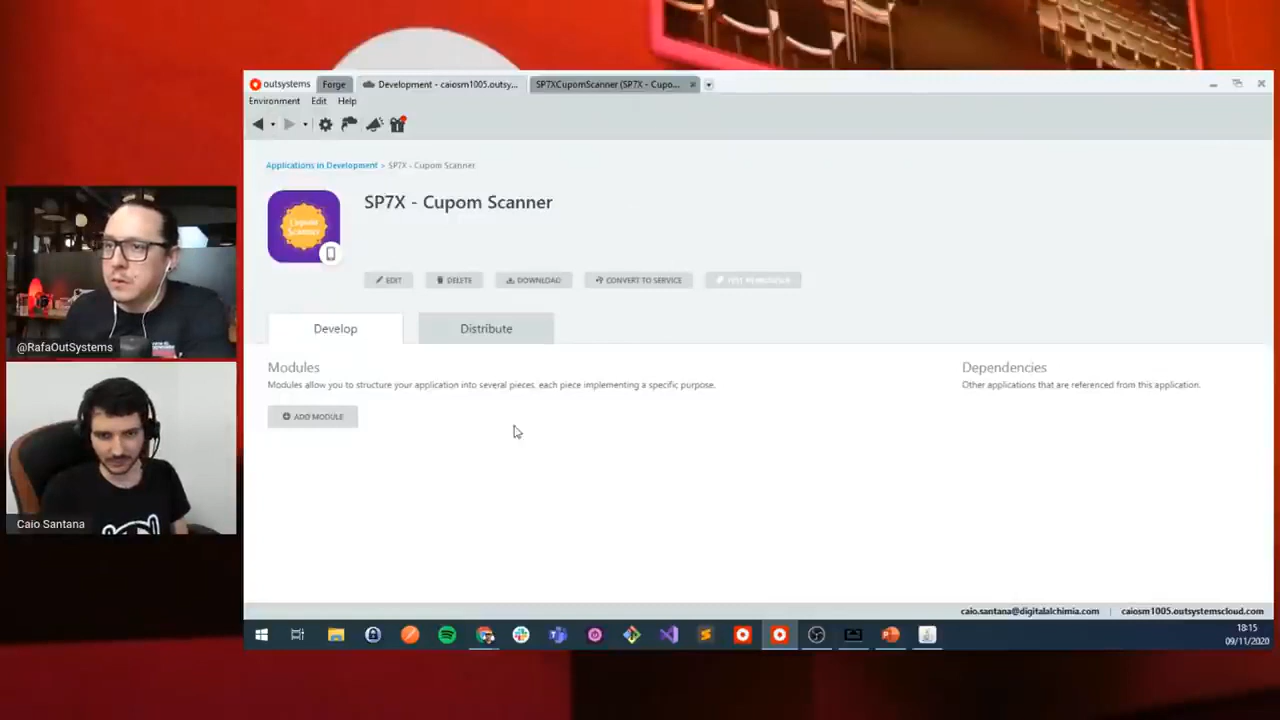 outsystems
Forge
Development - caiosm1005.outsy...
SP7XCupomScanner (SP7X - Cupo...
Environment
Edit
Help
Applications in Development > SP7X - Cupom Scanner
Cupom
Scanner
SP7X - Cupom Scanner
EDIT
DELETE
DOWNLOAD
CONVERT TO SERVICE
Develop
Distribute
Modules
Modules allow you to structure your application into several pieces, each piece implementing a specific purpose.
ADD MODULE
Dependencies
Other applications that are referenced from this application.
@RafaOutSystems
Caio Santana
caio.santana@digitalalchimia.com | caiosm1005.outsystemscloud.com
18:15
09/11/2020